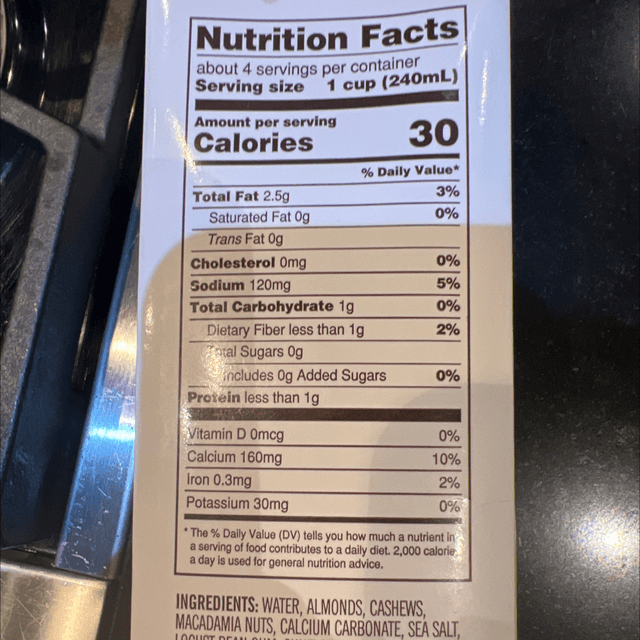 Nutrition Facts
about 4 servings per container
Serving size 1 cup (240mL)
Amount per serving
Calories 30
% Daily Value*
Total Fat 2.5g 3%
Saturated Fat 0g 0%
Trans Fat 0g
Cholesterol 0mg 0%
Sodium 120mg 5%
Total Carbohydrate 1g 0%
Dietary Fiber less than 1g 2%
Total Sugars 0g
Includes 0g Added Sugars 0%
Protein less than 1g
Vitamin D 0mcg 0%
Calcium 160mg 10%
Iron 0.3mg 2%
Potassium 30mg 0%
* The % Daily Value (DV) tells you how much a nutrient in
a serving of food contributes to a daily diet. 2,000 calorie
a day is used for general nutrition advice.
INGREDIENTS: WATER, ALMONDS, CASHEWS,
MACADAMIA NUTS, CALCIUM CARBONATE, SEA SALT,
LOCUST BEAN GUM,